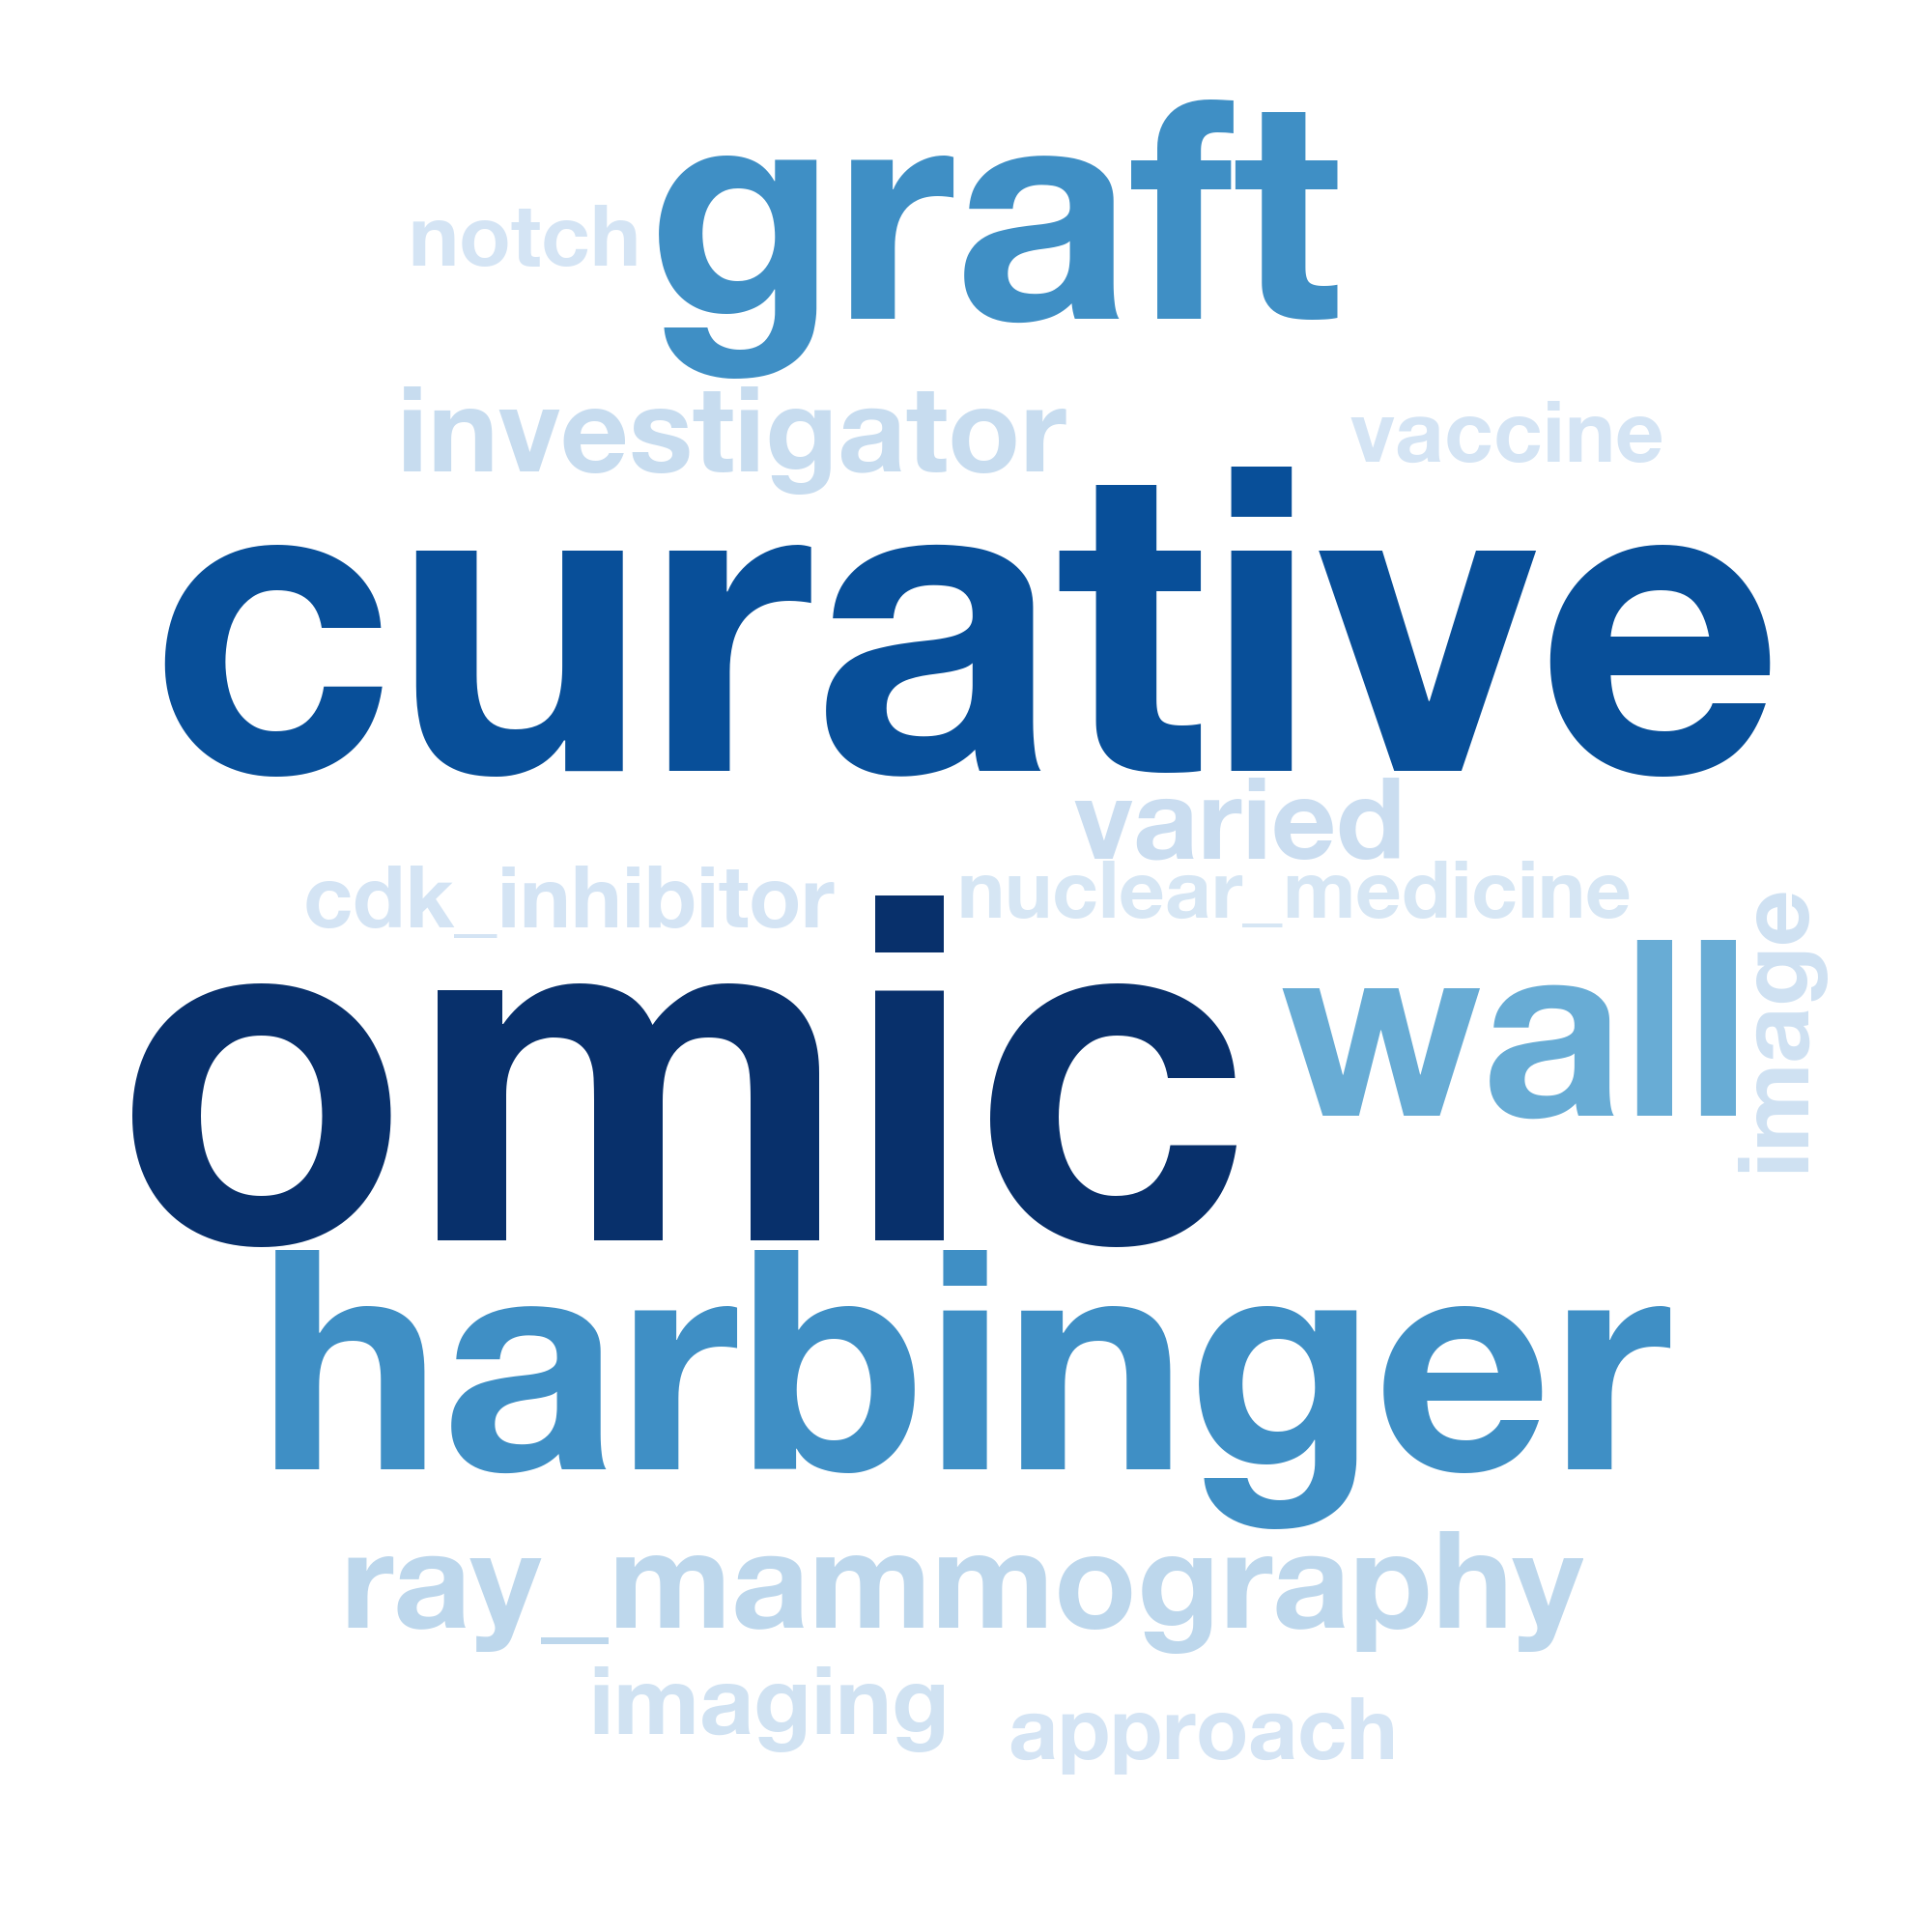 notch graft
investigator vaccine
curative
varied
cdk_inhibitor nuclear_medicine
omic wall image
harbinger
ray_mammography
imaging approach